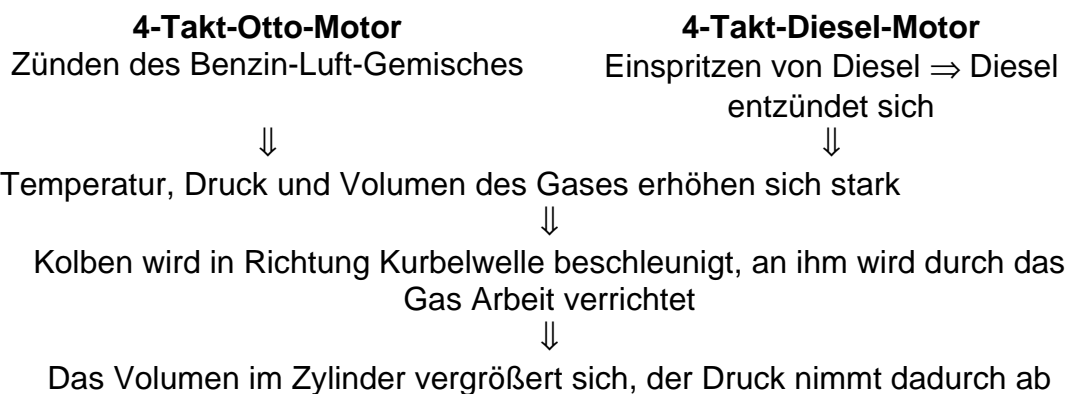 4-Takt-Otto-Motor 4-Takt-Diesel-Motor
Zünden des Benzin-Luft-Gemisches Einspritzen von Diesel ⇒ Diesel
entzündet sich
⇓ ⇓
Temperatur, Druck und Volumen des Gases erhöhen sich stark
⇓
Kolben wird in Richtung Kurbelwelle beschleunigt, an ihm wird durch das
Gas Arbeit verrichtet
⇓
Das Volumen im Zylinder vergrößert sich, der Druck nimmt dadurch ab